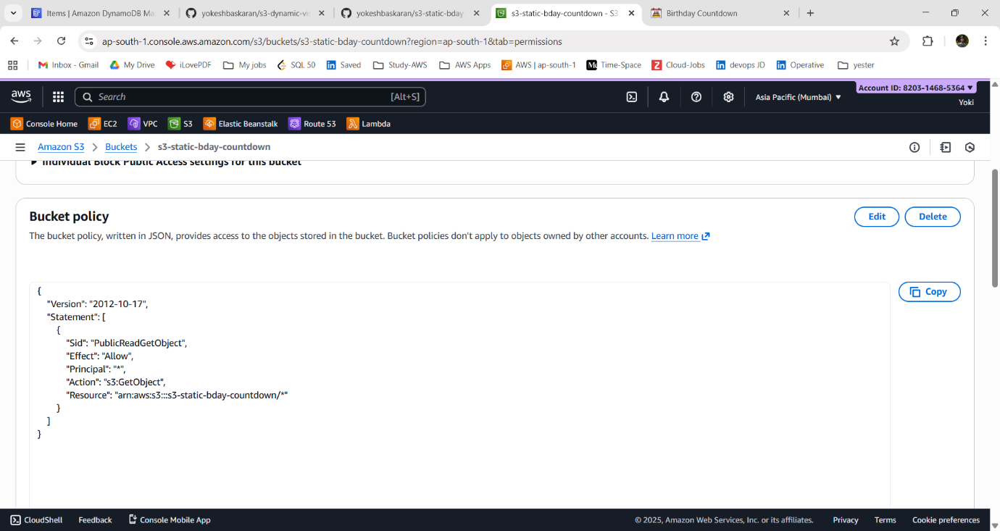 Items | Amazon DynamoDB Ma
yokeshbaskaran/s3-dynamic-vi
yokeshbaskaran/s3-static-bday-
s3-static-bday-countdown - S3
Birthday Countdown
ap-south-1.console.aws.amazon.com/s3/buckets/s3-static-bday-countdown?region=ap-south-1&tab=permissions
Inbox - Gmail
My Drive
iLovePDF
My jobs
SQL 50
Saved
Study-AWS
AWS Apps
AWS | ap-south-1
Time-Space
Cloud-Jobs
devops JD
Operative
yester
aws
Search
[Alt+S]
Asia Pacific (Mumbai)
Account ID: 8203-1468-5364
Yoki
Console Home
EC2
VPC
S3
Elastic Beanstalk
Route 53
Lambda
Amazon S3
Buckets
s3-static-bday-countdown
Individual Block Public Access settings for this bucket
Bucket policy
Edit
Delete
The bucket policy, written in JSON, provides access to the objects stored in the bucket. Bucket policies don't apply to objects owned by other accounts. Learn more
Copy
{
"Version": "2012-10-17",
"Statement": [
{
"Sid": "PublicReadGetObject",
"Effect": "Allow",
"Principal": "*",
"Action": "s3:GetObject",
"Resource": "arn:aws:s3:::s3-static-bday-countdown/*"
}
]
}
CloudShell
Feedback
Console Mobile App
© 2025, Amazon Web Services, Inc. or its affiliates.
Privacy
Terms
Cookie preferences